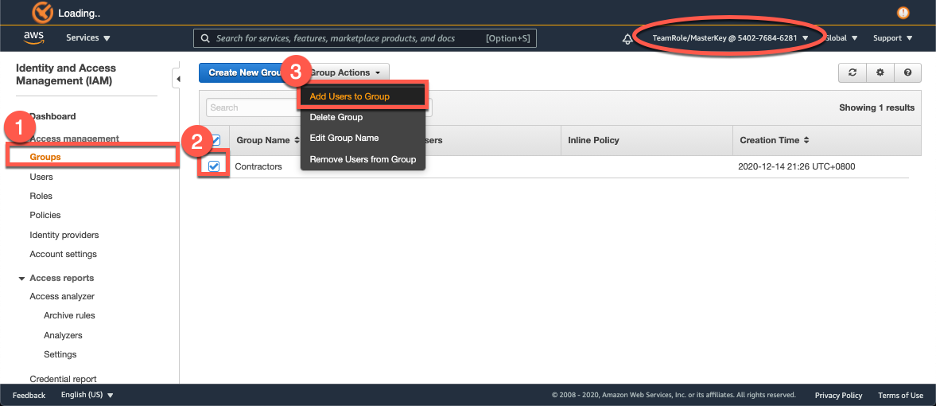 Loading..
aws
Services
Search for services, features, marketplace products, and docs
[Option+S]
TeamRole/MasterKey @ 5402-7684-6281
Global
Support
Identity and Access
Management (IAM)
Dashboard
1
Access management
Groups
Users
Roles
Policies
Identity providers
Account settings
Access reports
Access analyzer
Archive rules
Analyzers
Settings
Credential report
Create New
3
Group Actions
Add Users to Group
Delete Group
Edit Group Name
Remove Users from Group
Search
Showing 1 results
2
Group Name
Inline Policy
Creation Time
Contractors
2020-12-14 21:26 UTC+0800
Feedback
English (US)
© 2008 - 2020, Amazon Web Services, Inc. or its affiliates. All rights reserved.
Privacy Policy
Terms of Use